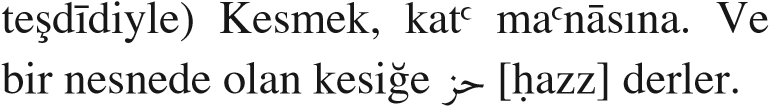 teşdīdiyle) Kesmek, katᶜ maᶜnāsına. Ve
bir nesnede olan kesiğe حز [ḥazz] derler.